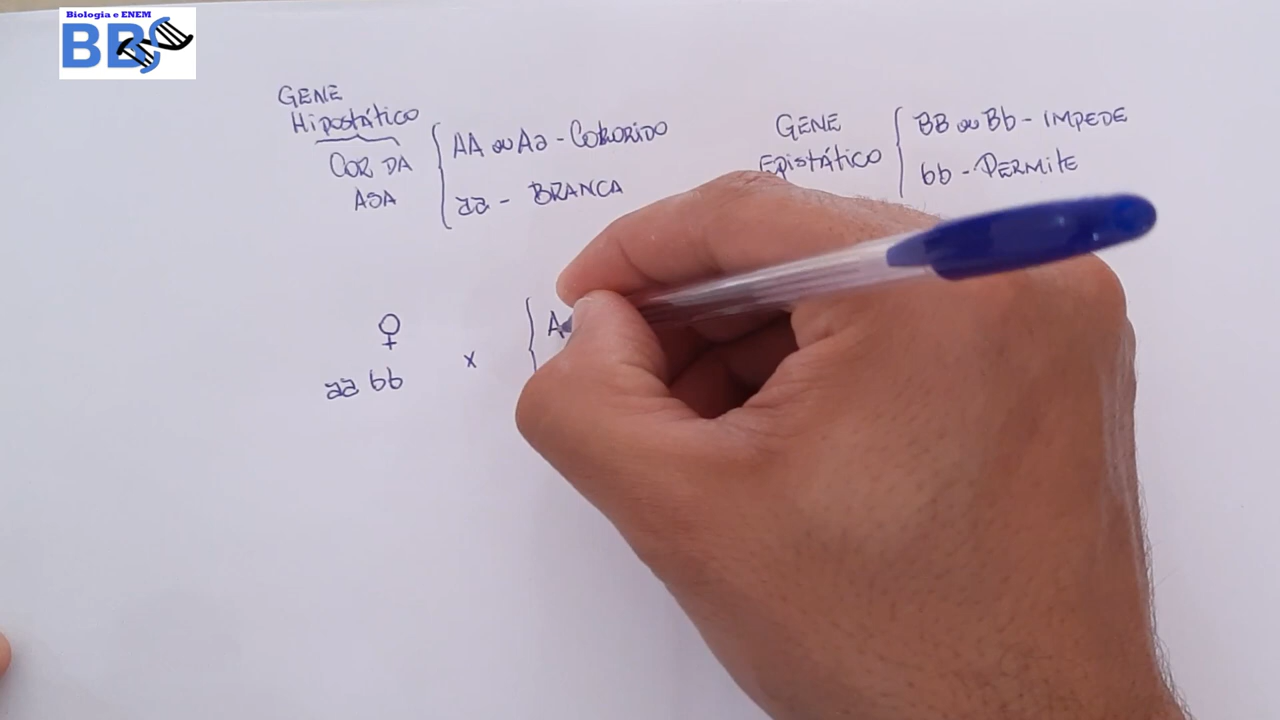 Biologia e ENEM
BBS
GENE
Hipostático
COR DA
ASA
AA ou Aa - COLORIDO
aa - BRANCA
GENE
Epistático
BB ou Bb - IMPEDE
bb - PERMITE
♀
x
aa bb
A